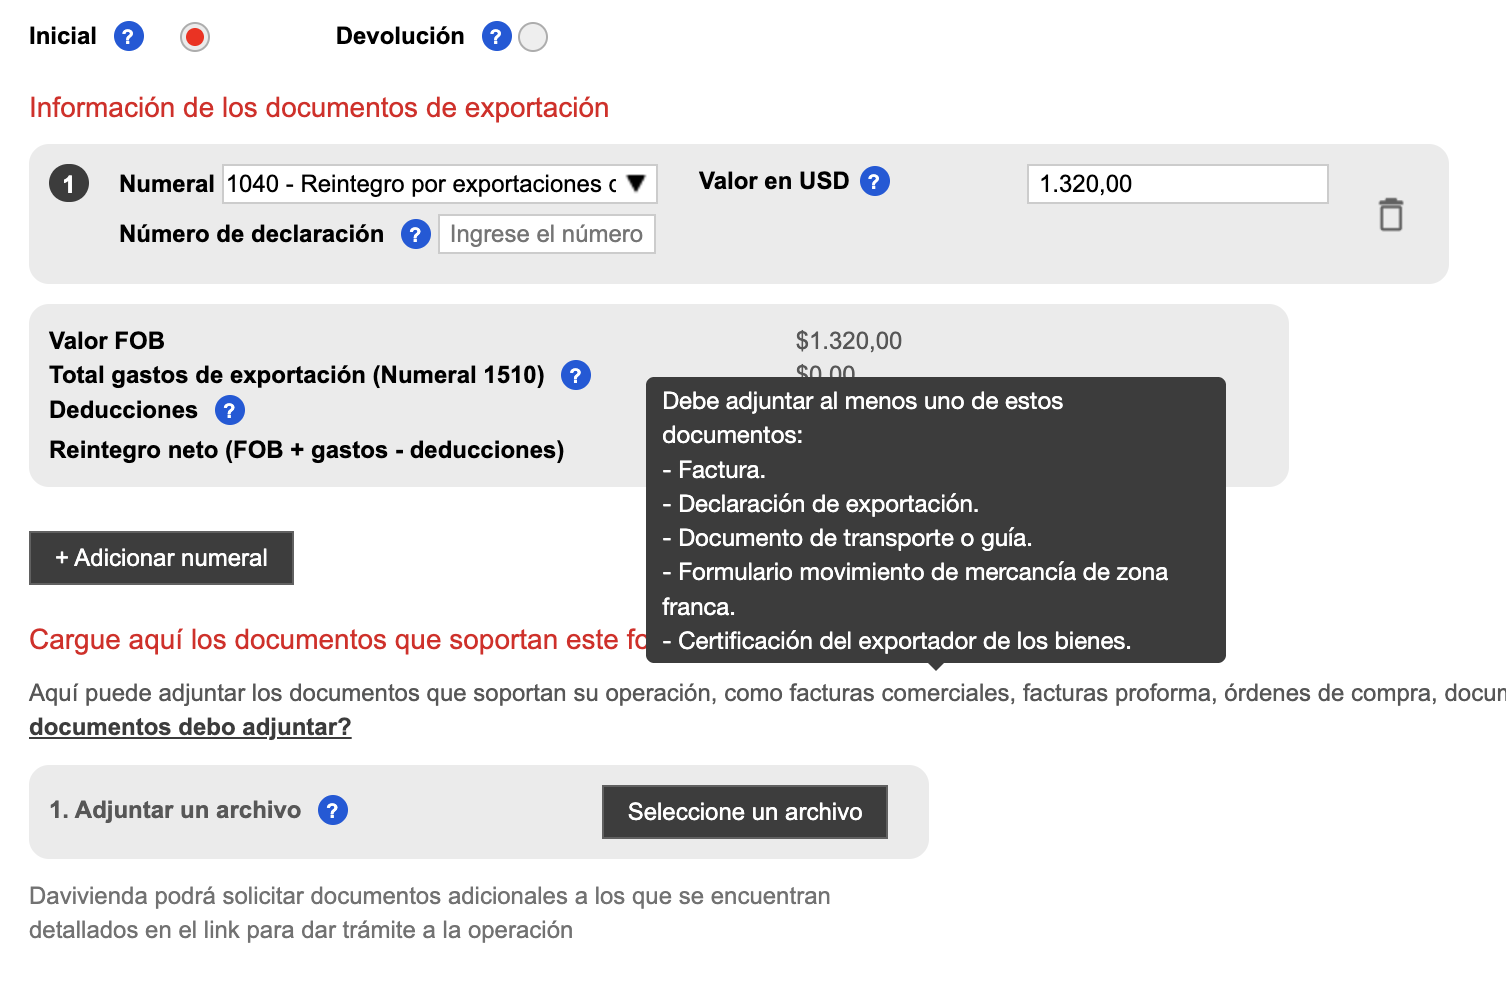 Inicial ? Devolución ?
Información de los documentos de exportación
1 Numeral 1040 - Reintegro por exportaciones Valor en USD ? 1.320,00
Número de declaración ? Ingrese el número
Valor FOB $1.320,00
Total gastos de exportación (Numeral 1510) ? $0,00
Deducciones ?
Reintegro neto (FOB + gastos - deducciones)
Debe adjuntar al menos uno de estos
documentos:
- Factura.
- Declaración de exportación.
- Documento de transporte o guía.
- Formulario movimiento de mercancía de zona
franca.
- Certificación del exportador de los bienes.
+ Adicionar numeral
Cargue aquí los documentos que soportan este
Aquí puede adjuntar los documentos que soportan su operación, como facturas comerciales, facturas proforma, órdenes de compra,
documentos debo adjuntar?
1. Adjuntar un archivo ? Seleccione un archivo
Davivienda podrá solicitar documentos adicionales a los que se encuentran
detallados en el link para dar trámite a la operación